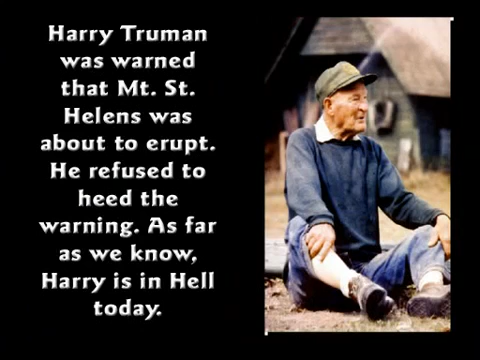 Harry Truman
was warned
that Mt. St.
Helens was
about to erupt.
He refused to
heed the
warning. As far
as we know,
Harry is in Hell
today.